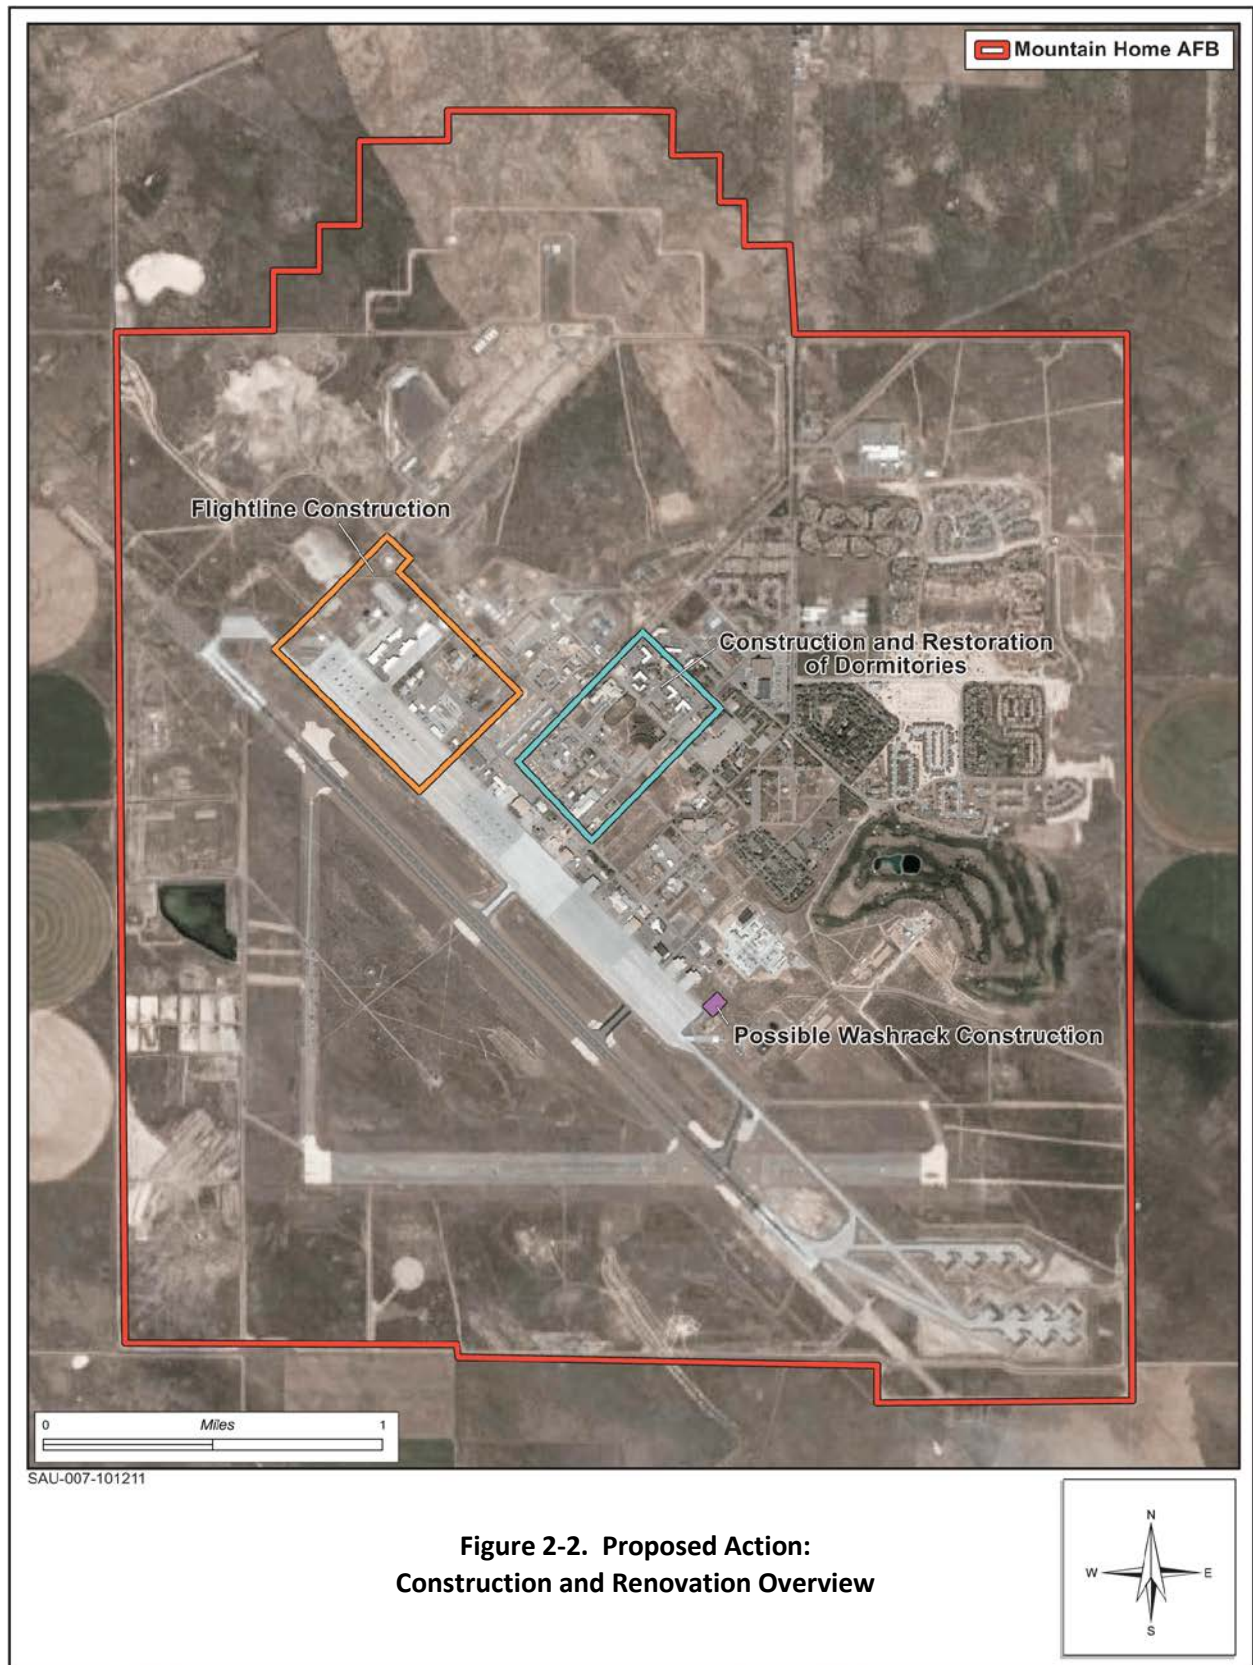 Mountain Home AFB
Flightline Construction
Construction and Restoration
of Dormitories
Possible Washrack Construction
0 Miles 1
SAU-007-101211
Figure 2-2. Proposed Action:
Construction and Renovation Overview
N
W E
S